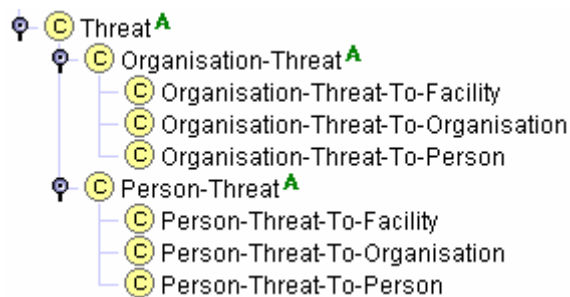 C Threat A
C Organisation-Threat A
C Organisation-Threat-To-Facility
C Organisation-Threat-To-Organisation
C Organisation-Threat-To-Person
C Person-Threat A
C Person-Threat-To-Facility
C Person-Threat-To-Organisation
C Person-Threat-To-Person